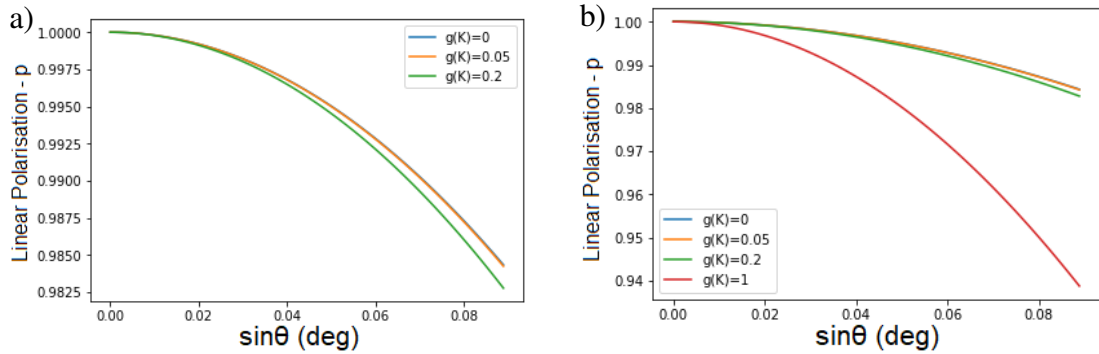 a)
Linear Polarisation - p
1.0000
0.9975
0.9950
0.9925
0.9900
0.9875
0.9850
0.9825
g(K)=0
g(K)=0.05
g(K)=0.2
0.00 0.02 0.04 0.06 0.08
sinθ (deg)
b)
Linear Polarisation - p
1.00
0.99
0.98
0.97
0.96
0.95
0.94
g(K)=0
g(K)=0.05
g(K)=0.2
g(K)=1
0.00 0.02 0.04 0.06 0.08
sinθ (deg)